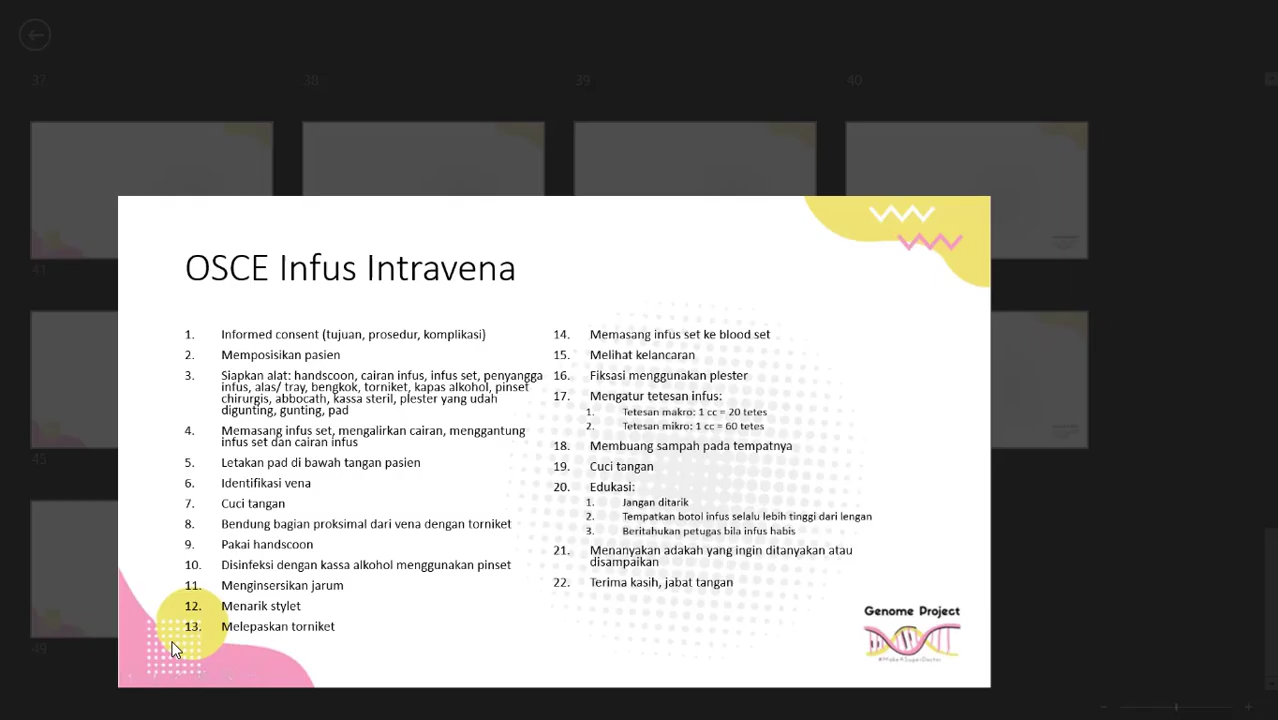 37
38
39
40
41
45
49
OSCE Infus Intravena
1. Informed consent (tujuan, prosedur, komplikasi)
2. Memposisikan pasien
3. Siapkan alat: handscoon, cairan infus, infus set, penyangga
infus, alas/ tray, bengkok, torniket, kapas alkohol, pinset
chirurgis, abbocath, kassa steril, plester yang udah
digunting, gunting, pad
4. Memasang infus set, mengalirkan cairan, menggantung
infus set dan cairan infus
5. Letakan pad di bawah tangan pasien
6. Identifikasi vena
7. Cuci tangan
8. Bendung bagian proksimal dari vena dengan torniket
9. Pakai handscoon
10. Disinfeksi dengan kassa alkohol menggunakan pinset
11. Menginsersikan jarum
12. Menarik stylet
13. Melepaskan torniket
14. Memasang infus set ke blood set
15. Melihat kelancaran
16. Fiksasi menggunakan plester
17. Mengatur tetesan infus:
1. Tetesan makro: 1 cc = 20 tetes
2. Tetesan mikro: 1 cc = 60 tetes
18. Membuang sampah pada tempatnya
19. Cuci tangan
20. Edukasi:
1. Jangan ditarik
2. Tempatkan botol infus selalu lebih tinggi dari lengan
3. Beritahukan petugas bila infus habis
21. Menanyakan adakah yang ingin ditanyakan atau
disampaikan
22. Terima kasih, jabat tangan
Genome Project
#MakeASuperDoctor